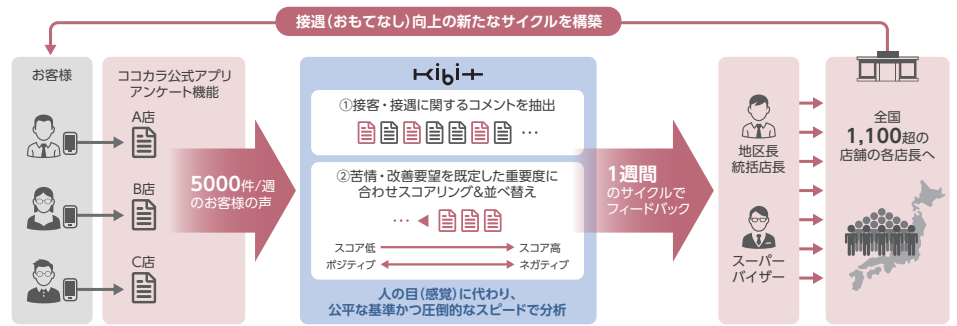 接遇（おもてなし）向上の新たなサイクルを構築
お客様
ココカラ公式アプリ
アンケート機能
A店
B店
C店
5000件/週
のお客様の声
KIBIT
①接客・接遇に関するコメントを抽出
…
②苦情・改善要望を既定した重要度に
合わせスコアリング&並べ替え
…
スコア低
スコア高
ポジティブ
ネガティブ
人の目（感覚）に代わり、
公平な基準かつ圧倒的なスピードで分析
1週間
のサイクルで
フィードバック
地区長
統括店長
スーパー
バイザー
全国
1,100超の
店舗の各店長へ